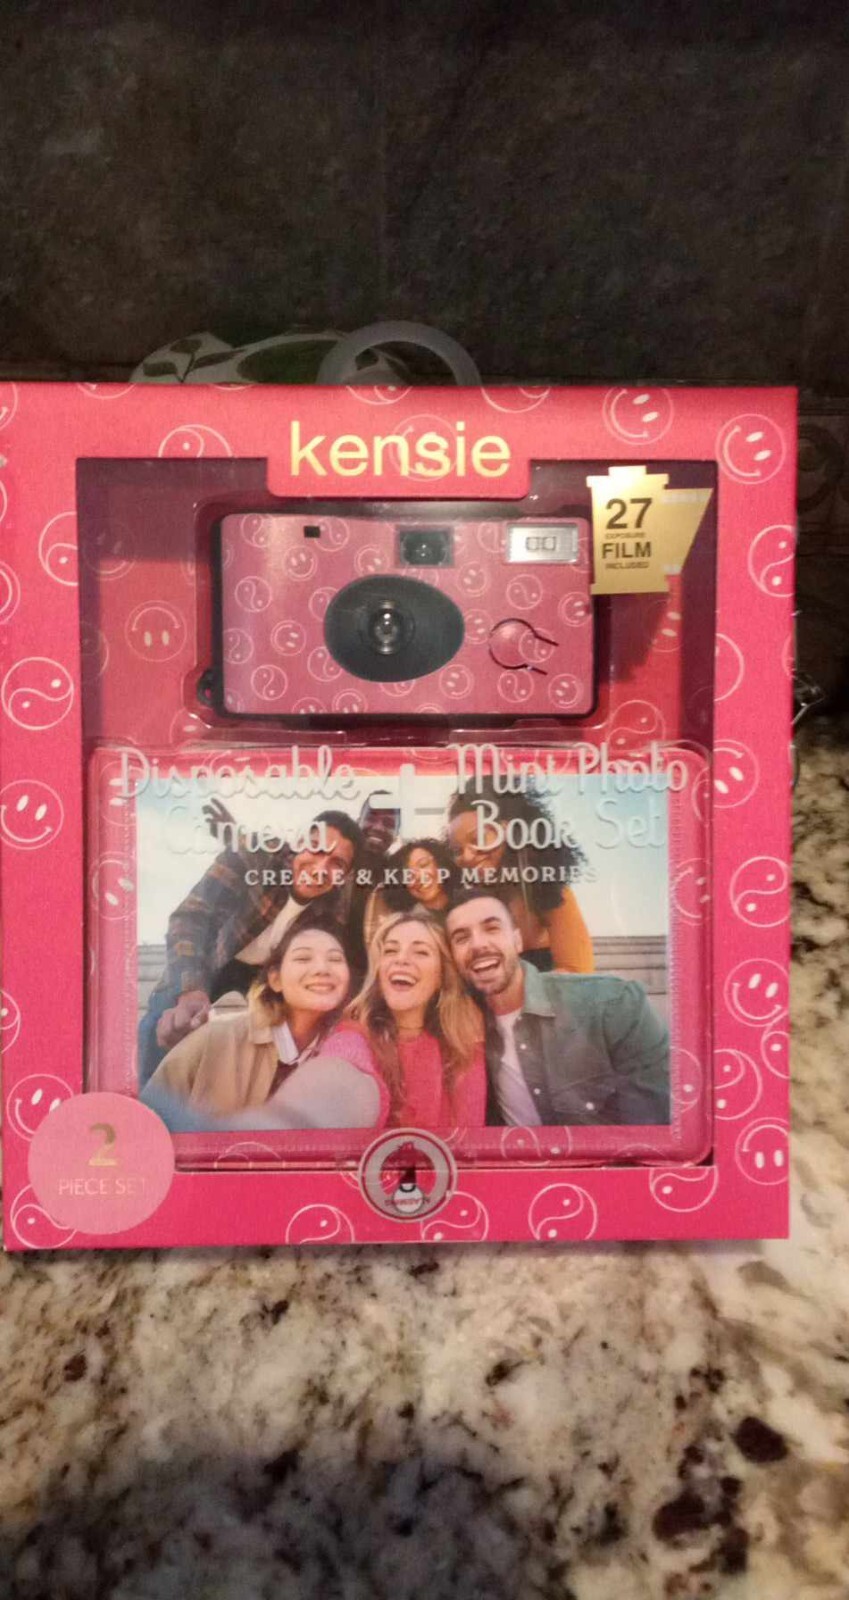 kensie
27
EXPOSURE
FILM
INCLUDED
Disposable Camera
+
Mini Photo Book Set
CREATE & KEEP MEMORIES
2
PIECE SET